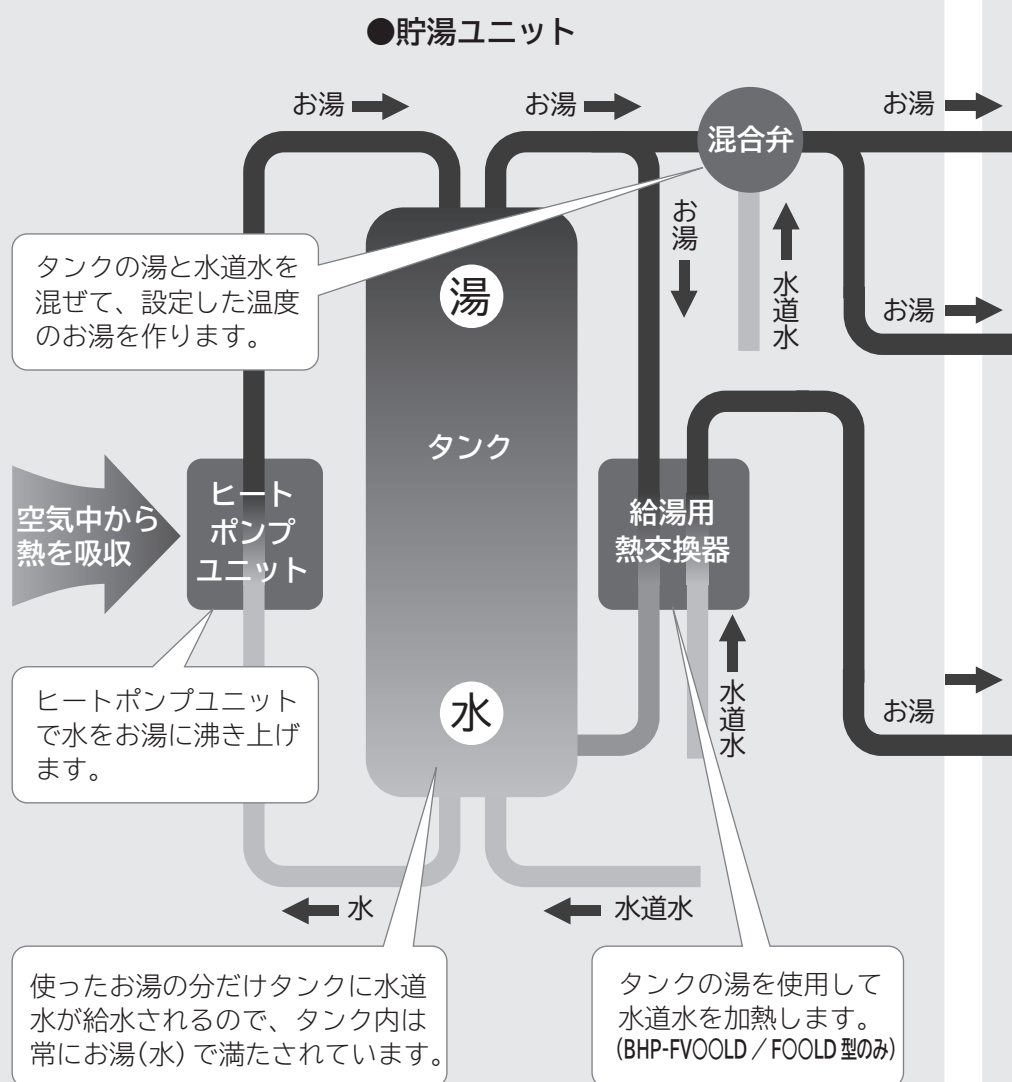 ●貯湯ユニット
お湯
お湯
お湯
混合弁
お湯
水道水
タンクの湯と水道水を
混ぜて、設定した温度
のお湯を作ります。
湯
お湯
タンク
空気中から
熱を吸収
ヒート
ポンプ
ユニット
給湯用
熱交換器
ヒートポンプユニット
で水をお湯に沸き上げ
ます。
水
水道水
お湯
水
水道水
使ったお湯の分だけタンクに水道
水が給水されるので、タンク内は
常にお湯(水)で満たされています。
タンクの湯を使用して
水道水を加熱します。
(BHP-FV○○LD／F○○LD型のみ)